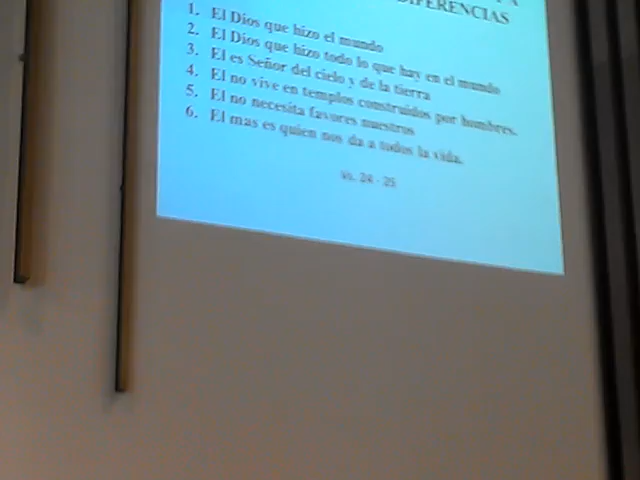 DIFERENCIAS
1. El Dios que hizo el mundo
2. El Dios que hizo todo lo que hay en el mundo
3. El es Señor del cielo y de la tierra
4. El no vive en templos construidos por hombres.
5. El no necesita favores nuestros
6. El mas es quien nos da a todos la vida.
Vs. 24 - 25